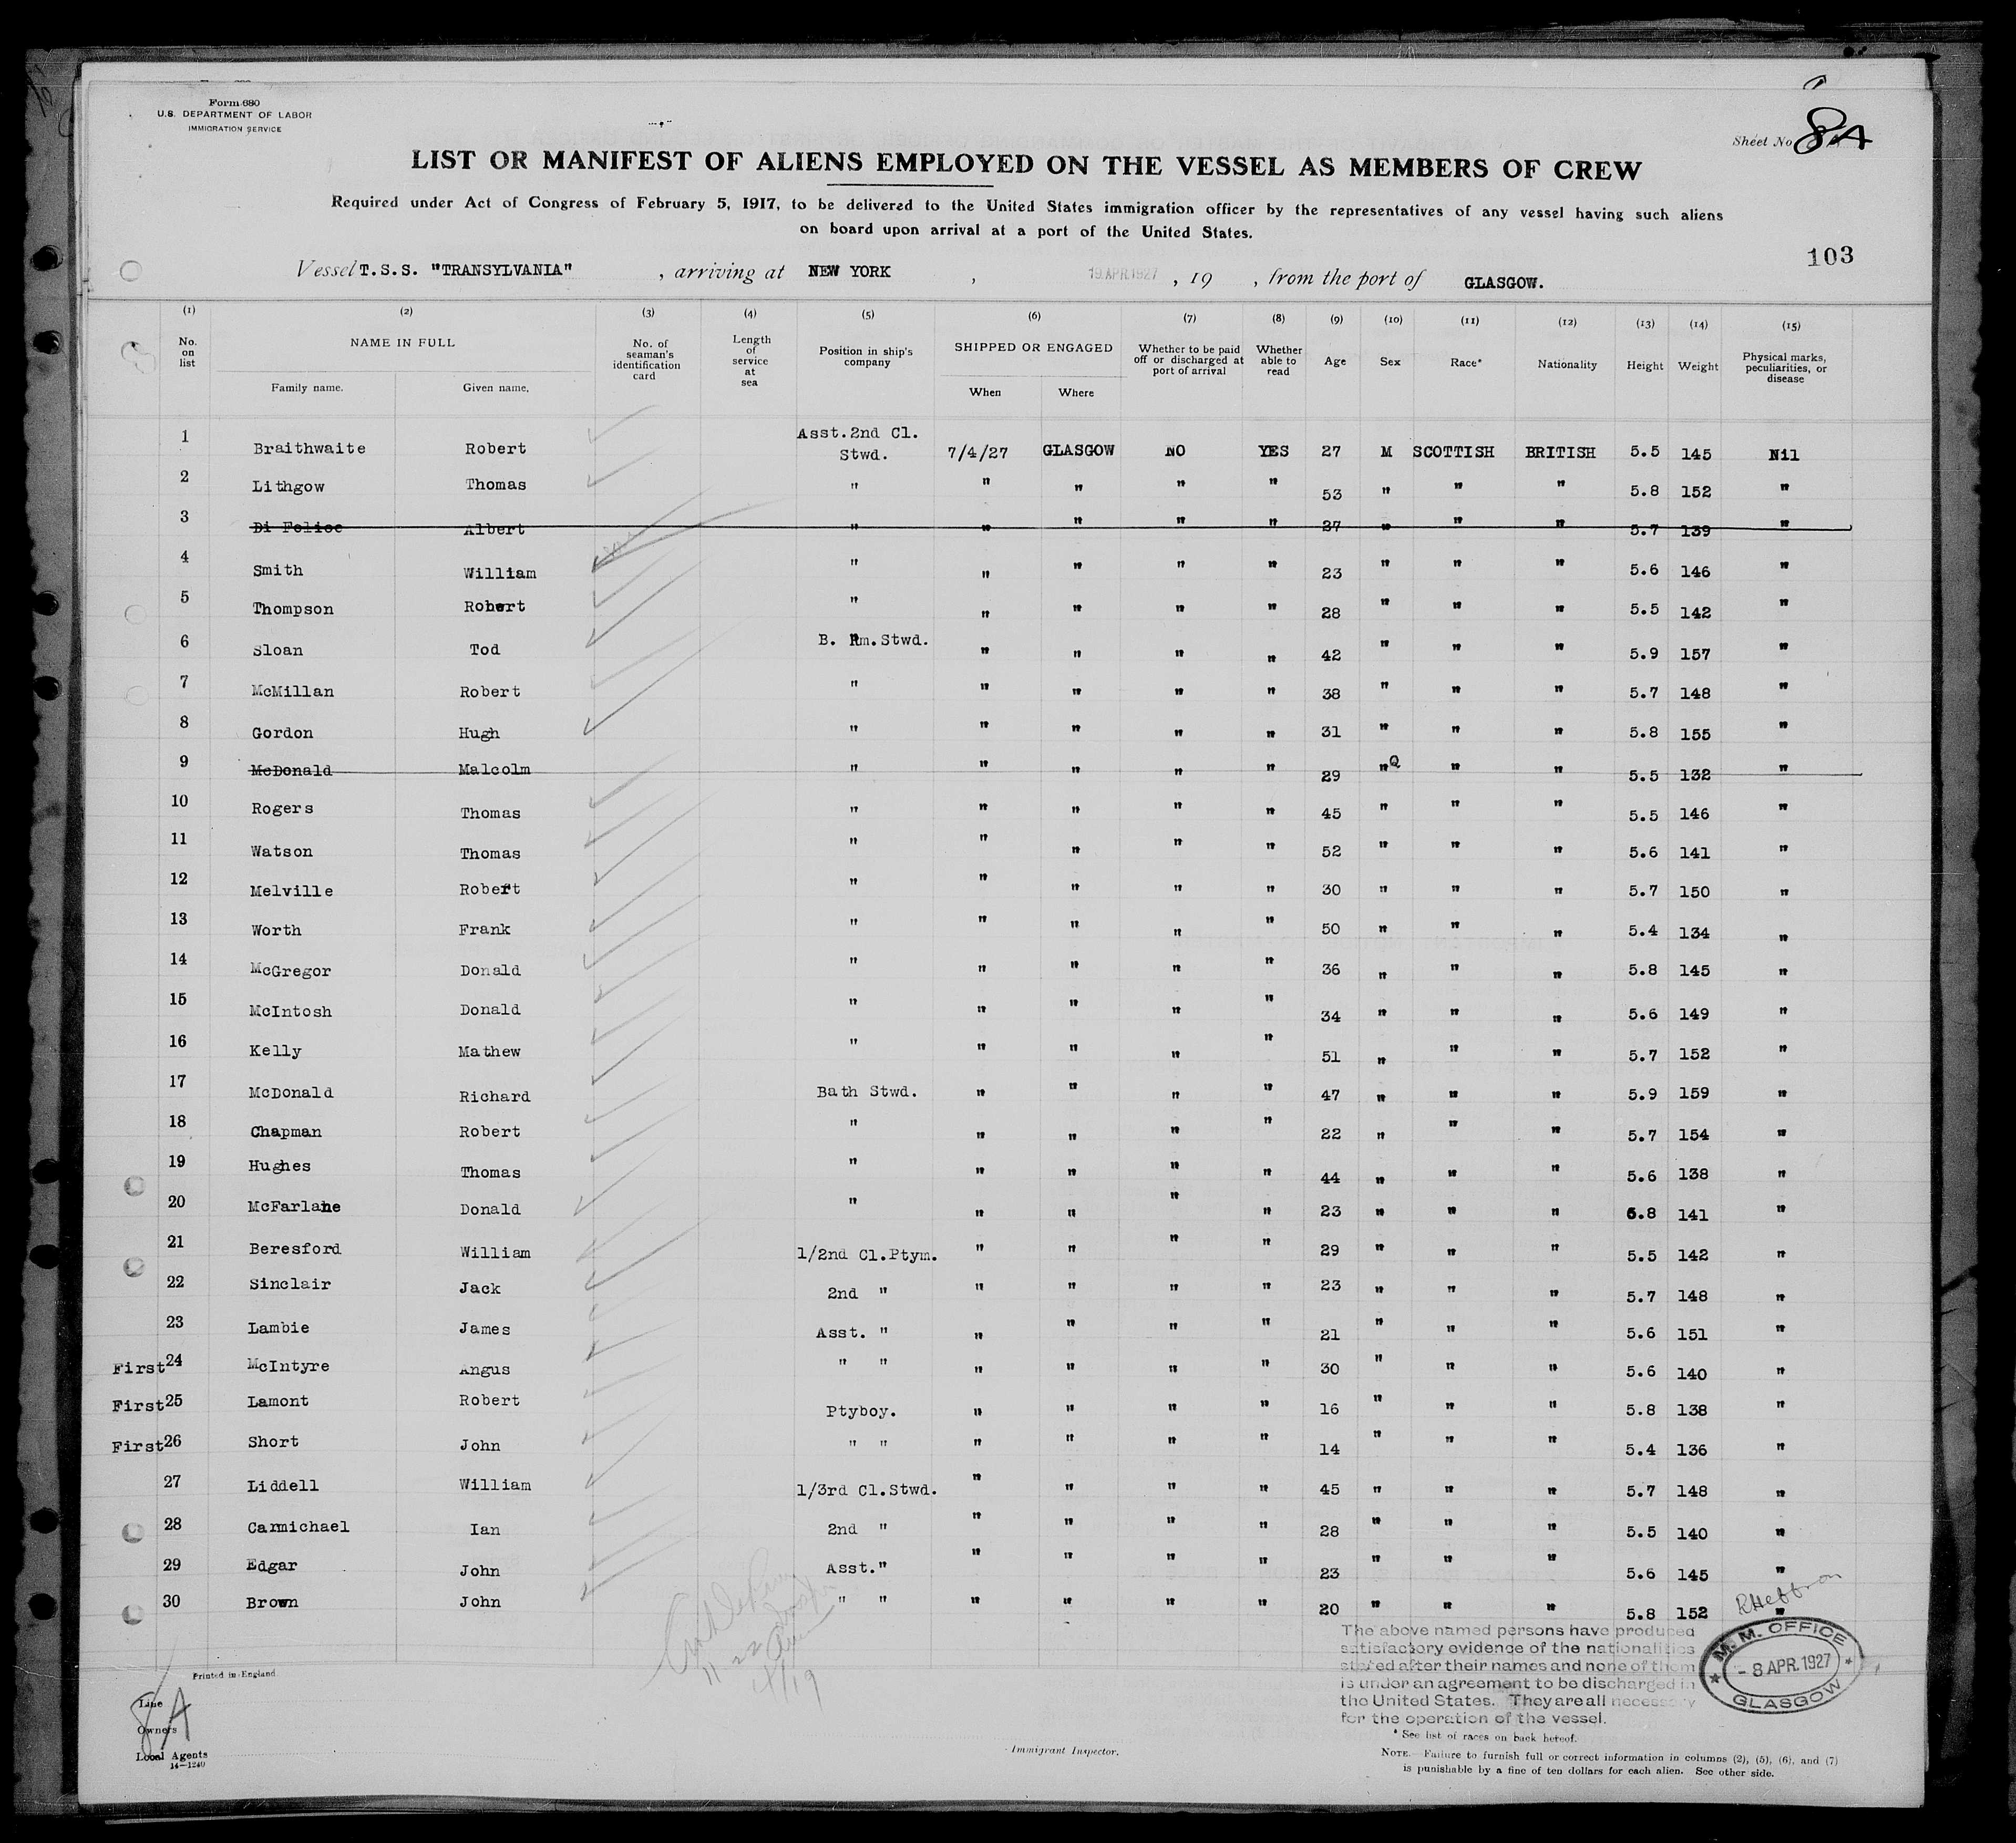 Form 680
U.S. DEPARTMENT OF LABOR
IMMIGRATION SERVICE
Sheet No. 8A
LIST OR MANIFEST OF ALIENS EMPLOYED ON THE VESSEL AS MEMBERS OF CREW
Required under Act of Congress of February 5, 1917, to be delivered to the United States immigration officer by the representatives of any vessel having such aliens
on board upon arrival at a port of the United States.
103
Vessel T.S.S. "TRANSYLVANIA" , arriving at NEW YORK , 19 APR. 1927 , 19 , from the port of GLASGOW.
(1) (2) (3) (4) (5) (6) (7) (8) (9) (10) (11) (12) (13) (14) (15)
No. on list NAME IN FULL Family name. Given name. No. of seaman's identification card Length of service at sea Position in ship's company SHIPPED OR ENGAGED When Where Whether to be paid off or discharged at port of arrival Whether able to read Age Sex Race* Nationality Height Weight Physical marks, peculiarities, or disease
1 Braithwaite Robert Asst.2nd Cl. Stwd. 7/4/27 GLASGOW NO YES 27 M SCOTTISH BRITISH 5.5 145 Nil
2 Lithgow Thomas " " " " " 53 " " " 5.8 152 "
3 Di Felice Albert " " " " " 27 " " " 5.7 139 "
4 Smith William " " " " " 23 " " " 5.6 146 "
5 Thompson Robert " " " " " 28 " " " 5.5 142 "
6 Sloan Tod B. Rm.Stwd. " " " " 42 " " " 5.9 157 "
7 McMillan Robert " " " " " 38 " " " 5.7 148 "
8 Gordon Hugh " " " " " 31 " " " 5.8 155 "
9 McDonald Malcolm " " " " " 29 " Q " " 5.5 132 "
10 Rogers Thomas " " " " " 45 " " " 5.5 146 "
11 Watson Thomas " " " " " 52 " " " 5.6 141 "
12 Melville Robert " " " " " 30 " " " 5.7 150 "
13 Worth Frank " " " " " 50 " " " 5.4 134 "
14 McGregor Donald " " " " " 36 " " " 5.8 145 "
15 McIntosh Donald " " " " " 34 " " " 5.6 149 "
16 Kelly Mathew " " " " " 51 " " " 5.7 152 "
17 McDonald Richard Bath Stwd. " " " " 47 " " " 5.9 159 "
18 Chapman Robert " " " " " 22 " " " 5.7 154 "
19 Hughes Thomas " " " " " 44 " " " 5.6 138 "
20 McFarlane Donald " " " " " 23 " " " 5.8 141 "
21 Beresford William 1/2nd Cl.Ptym. " " " " 29 " " " 5.5 142 "
22 Sinclair Jack 2nd " " " " " 23 " " " 5.7 148 "
23 Lambie James Asst. " " " " " 21 " " " 5.6 151 "
First 24 McIntyre Angus " " " " " " 30 " " " 5.6 140 "
First 25 Lamont Robert Ptyboy. " " " " 16 " " " 5.8 138 "
First 26 Short John " " " " " " 14 " " " 5.4 136 "
27 Liddell William 1/3rd Cl.Stwd. " " " " 45 " " " 5.7 148 "
28 Carmichael Ian 2nd " " " " " 28 " " " 5.5 140 "
29 Edgar John Asst." " " " " 23 " " " 5.6 145 "
30 Brown John " " " " " " 20 " " " 5.8 152 "
The above named persons have produced
satisfactory evidence of the nationalities
stated after their names and none of them
is under an agreement to be discharged in
the United States. They are all necessary
for the operation of the vessel.
R Heffron
M. M. OFFICE
- 8 APR. 1927
GLASGOW
Printed in England.
8A
Line
Owners
Local Agents
14—1240
Immigrant Inspector.
* See list of races on back hereof.
NOTE.—Failure to furnish full or correct information in columns (2), (5), (6), and (7)
is punishable by a fine of ten dollars for each alien. See other side.